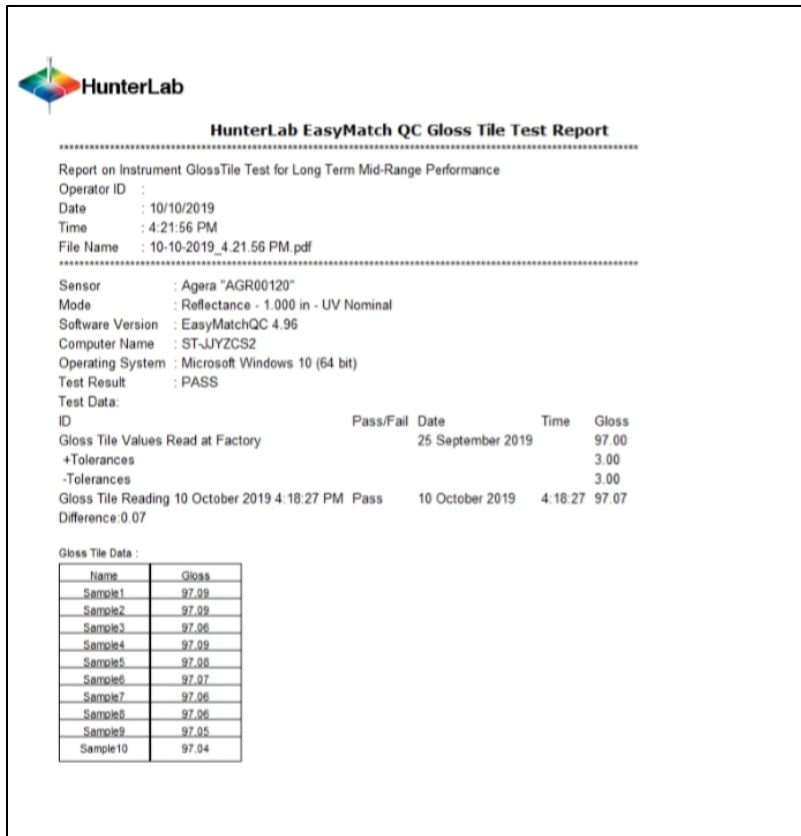 HunterLab
HunterLab EasyMatch QC Gloss Tile Test Report
********************************************************************************************************************************
Report on Instrument GlossTile Test for Long Term Mid-Range Performance
Operator ID :
Date : 10/10/2019
Time : 4:21:56 PM
File Name : 10-10-2019_4.21.56 PM.pdf
********************************************************************************************************************************
Sensor : Agera "AGR00120"
Mode : Reflectance - 1.000 in - UV Nominal
Software Version : EasyMatchQC 4.96
Computer Name : ST-JJYZCS2
Operating System : Microsoft Windows 10 (64 bit)
Test Result : PASS
Test Data:
ID Pass/Fail Date Time Gloss
Gloss Tile Values Read at Factory 25 September 2019 97.00
+Tolerances 3.00
-Tolerances 3.00
Gloss Tile Reading 10 October 2019 4:18:27 PM Pass 10 October 2019 4:18:27 97.07
Difference:0.07
Gloss Tile Data :
Name Gloss
Sample1 97.09
Sample2 97.09
Sample3 97.06
Sample4 97.09
Sample5 97.08
Sample6 97.07
Sample7 97.06
Sample8 97.06
Sample9 97.05
Sample10 97.04